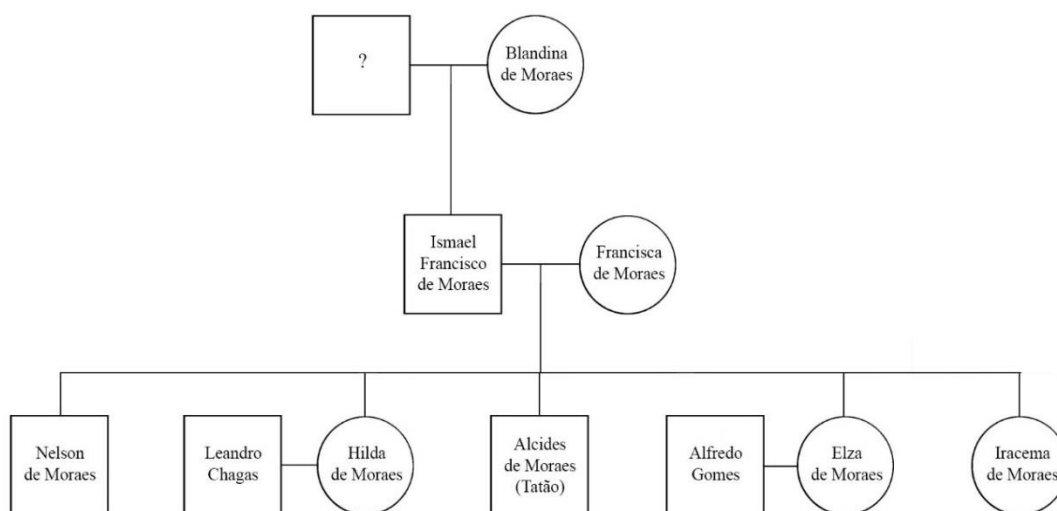 ?
Blandina
de Moraes
Ismael
Francisco
de Moraes
Francisca
de Moraes
Nelson
de Moraes
Leandro
Chagas
Hilda
de Moraes
Alcides
de Moraes
(Tatão)
Alfredo
Gomes
Elza
de Moraes
Iracema
de Moraes